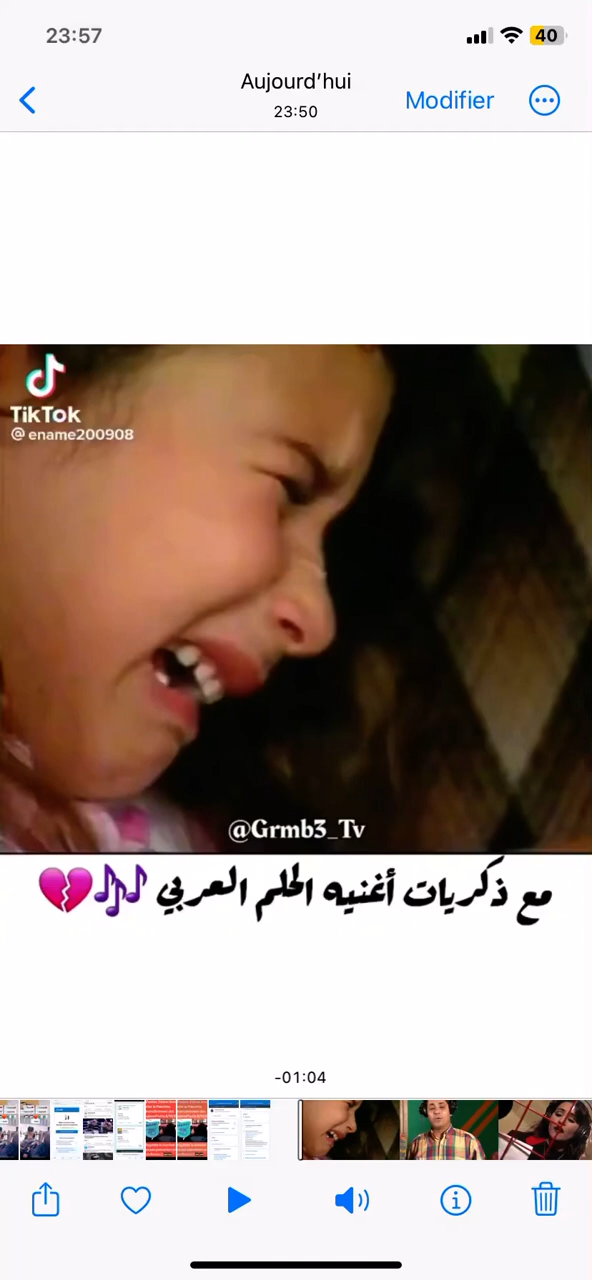 23:57
40
Aujourd'hui
23:50
Modifier
TikTok
@ename200908
@Grmb3_Tv
مع ذكريات أغنيه الحلم العربي 🎶💔
-01:04